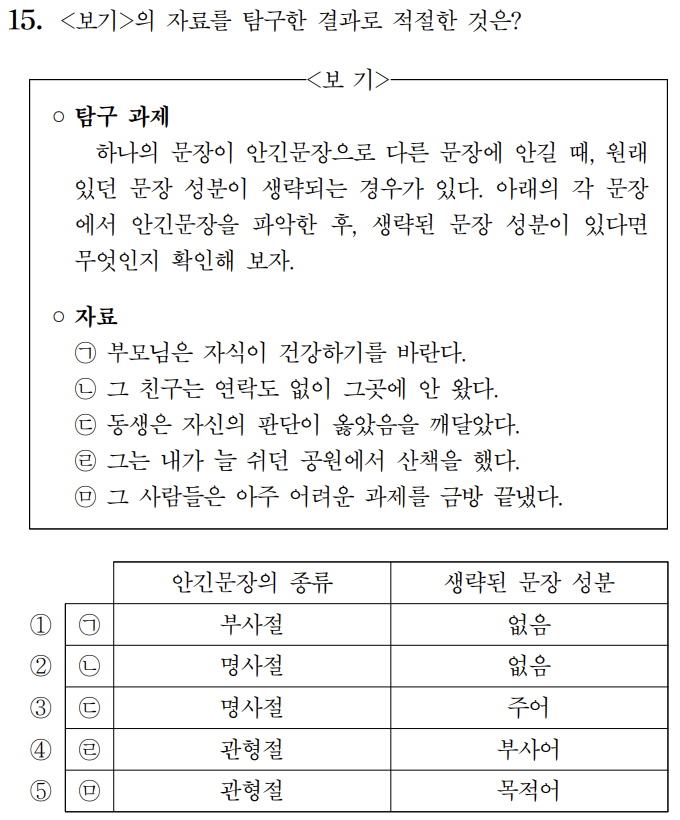 15. <보기>의 자료를 탐구한 결과로 적절한 것은?
<보 기>
○ 탐구 과제
하나의 문장이 안긴문장으로 다른 문장에 안길 때, 원래
있던 문장 성분이 생략되는 경우가 있다. 아래의 각 문장
에서 안긴문장을 파악한 후, 생략된 문장 성분이 있다면
무엇인지 확인해 보자.
○ 자료
㉠ 부모님은 자식이 건강하기를 바란다.
㉡ 그 친구는 연락도 없이 그곳에 안 왔다.
㉢ 동생은 자신의 판단이 옳았음을 깨달았다.
㉣ 그는 내가 늘 쉬던 공원에서 산책을 했다.
㉤ 그 사람들은 아주 어려운 과제를 금방 끝냈다.
안긴문장의 종류 생략된 문장 성분
① ㉠ 부사절 없음
② ㉡ 명사절 없음
③ ㉢ 명사절 주어
④ ㉣ 관형절 부사어
⑤ ㉤ 관형절 목적어